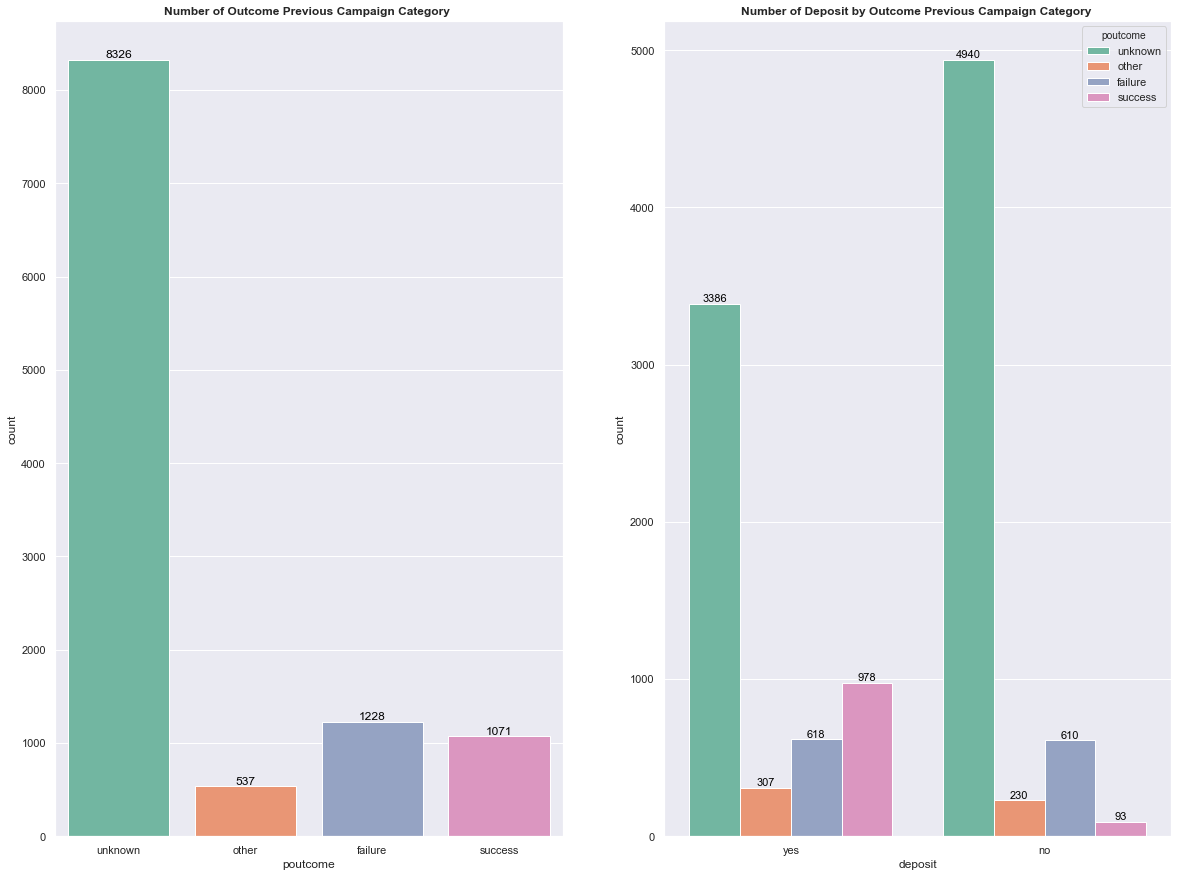 Number of Outcome Previous Campaign Category
8326
8000
7000
6000
5000
4000
3000
2000
1000
0
count
537
1228
1071
unknown
other
failure
success
poutcome
Number of Deposit by Outcome Previous Campaign Category
poutcome
unknown
other
failure
success
5000
4000
3000
2000
1000
0
count
3386
307
618
978
4940
230
610
93
yes
no
deposit